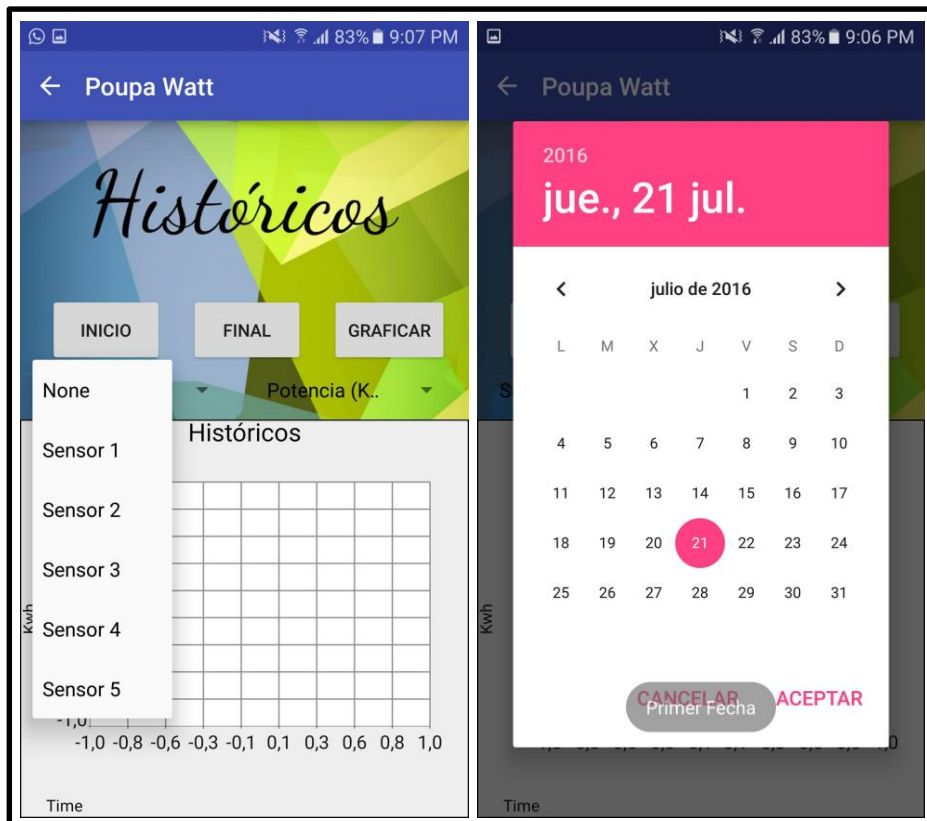 83% 9:07 PM
Poupa Watt
Históricos
INICIO FINAL GRAFICAR
None
Potencia (K..
Sensor 1
Históricos
Sensor 2
Sensor 3
Kwh
Sensor 4
Sensor 5
-1,0
-1,0 -0,8 -0,6 -0,3 -0,1 0,1 0,3 0,6 0,8 1,0
Time
83% 9:06 PM
Poupa Watt
2016
jue., 21 jul.
julio de 2016
L M X J V S D
1 2 3
4 5 6 7 8 9 10
11 12 13 14 15 16 17
18 19 20 21 22 23 24
25 26 27 28 29 30 31
Kwh
CANCELAR ACEPTAR
Primer Fecha
Time